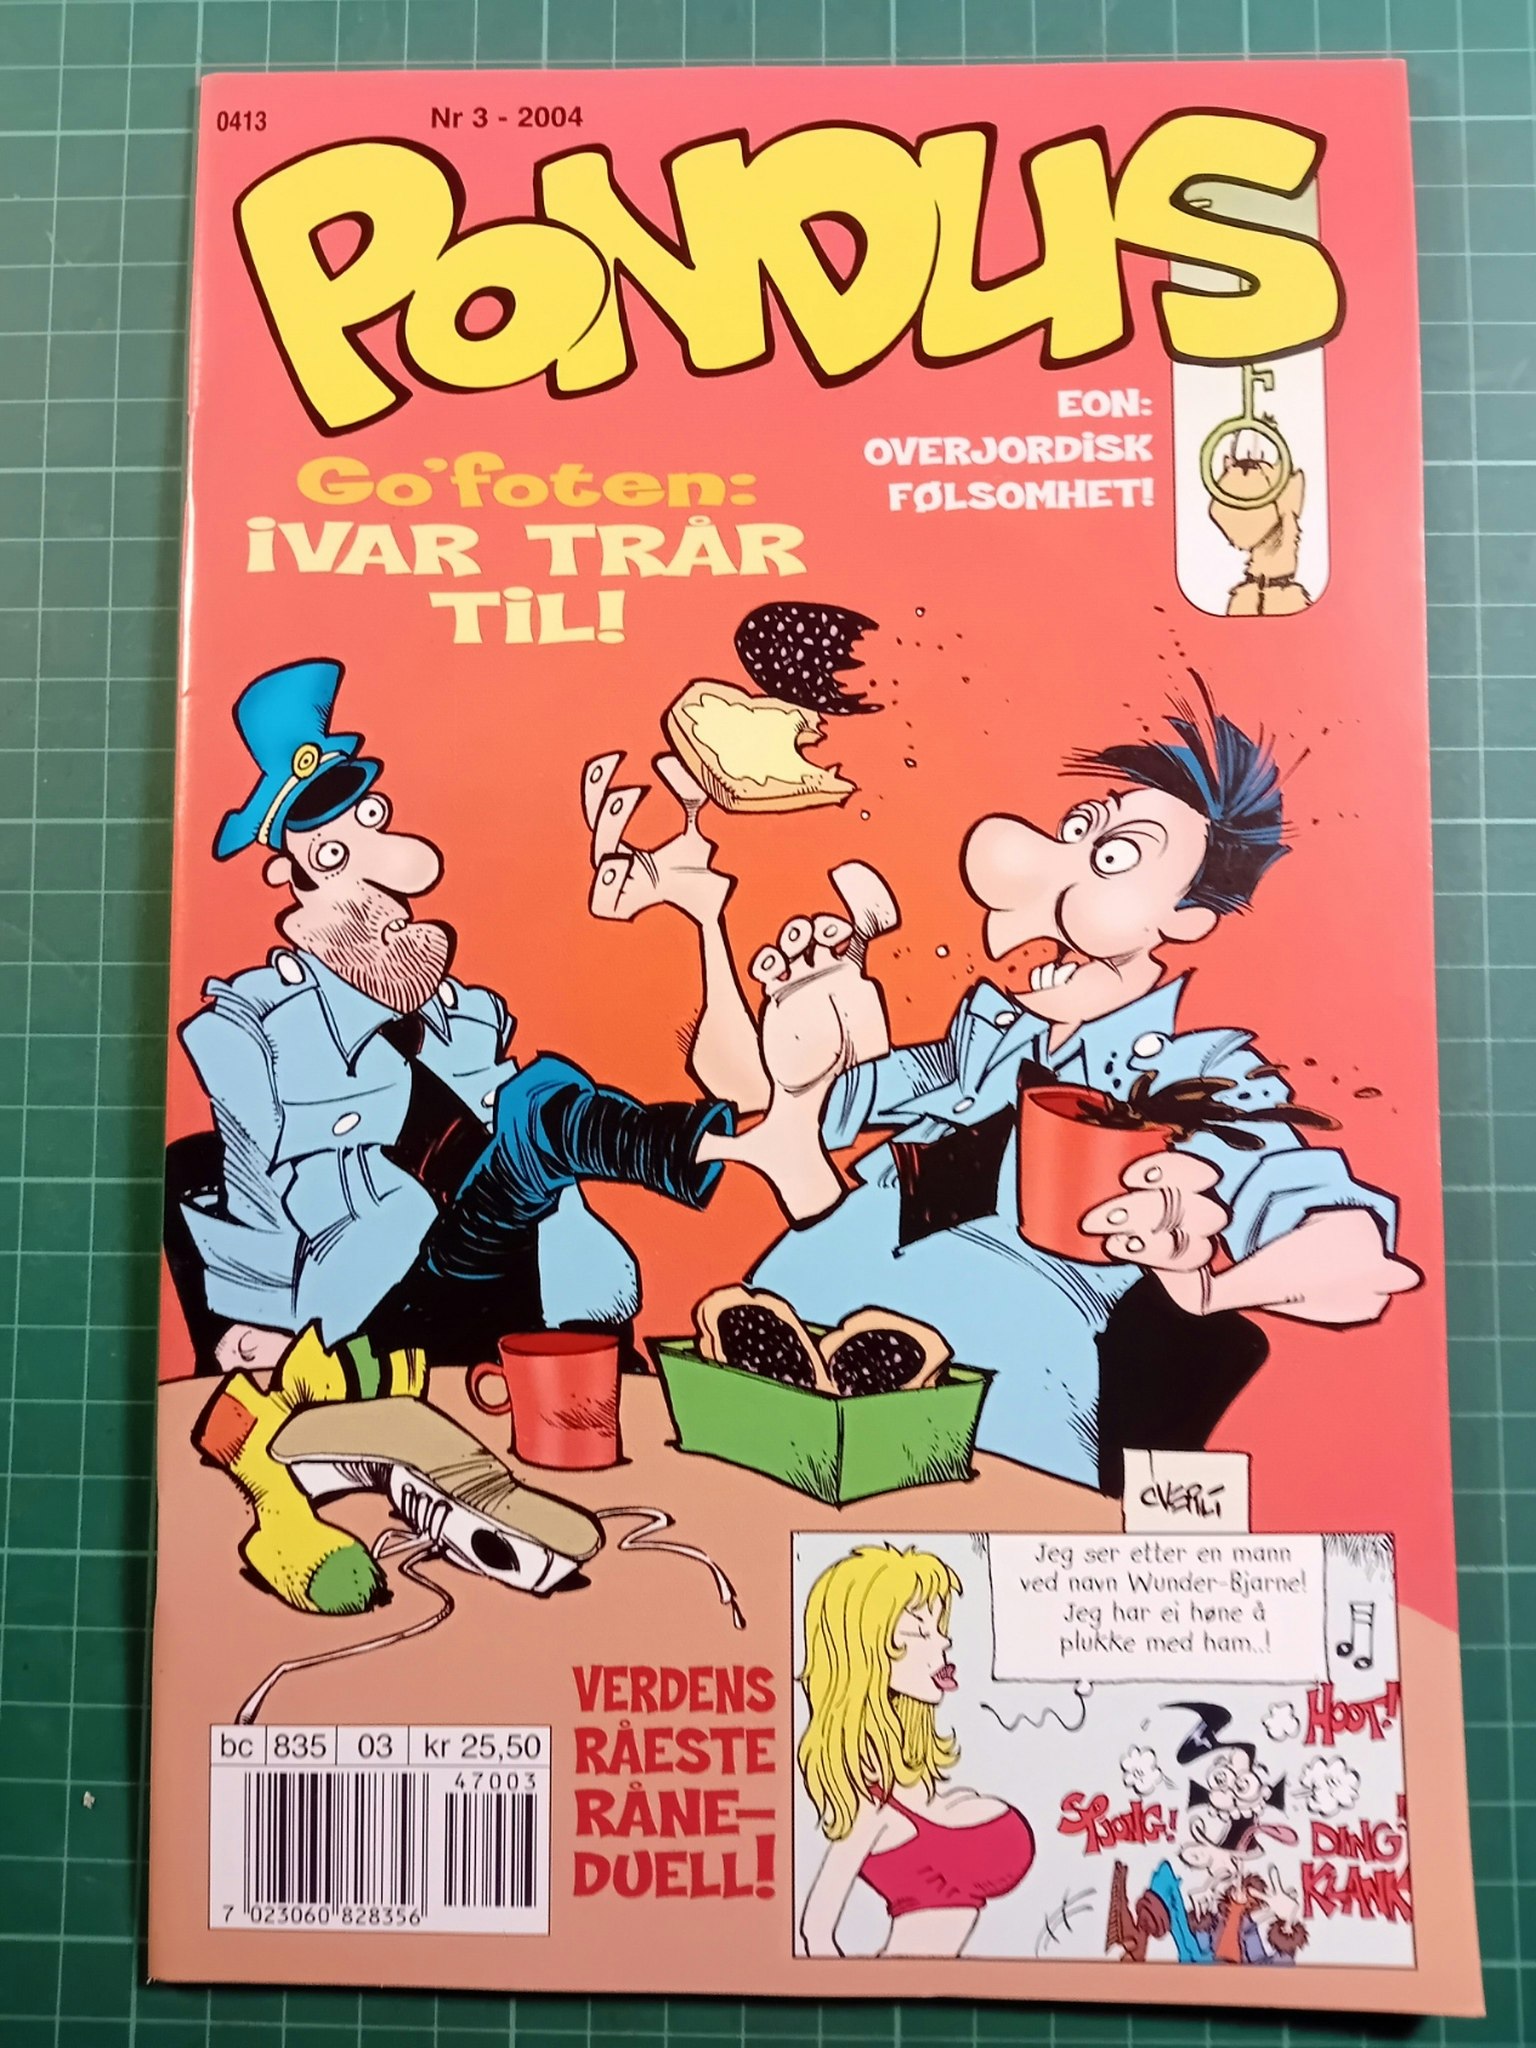 0413
Nr 3 - 2004
PONDUS
EON:
OVERJORDISK
FØLSOMHET!
Go'foten:
iVAR TRÅR
TiL!
CVERLi
Jeg ser etter en mann
ved navn Wunder-Bjarne!
Jeg har ei høne å
plukke med ham..!
HOOT!
SPJONG!
DING!
KLANK
VERDENS
RÅESTE
RÅNE-
DUELL!
bc 835 03 kr 25,50
47003
7 023060 828356